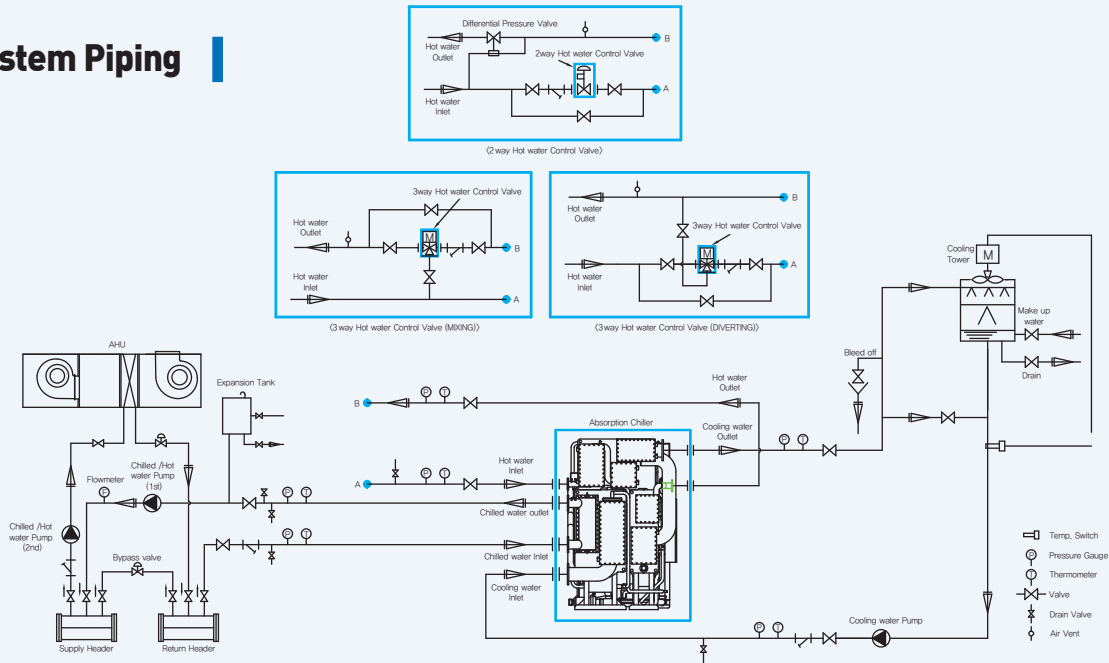 stem Piping
Differential Pressure Valve
Hot water
Outlet
B
2way Hot water Control Valve
A
Hot water
Inlet
〈2way Hot water Control Valve〉
3way Hot water Control Valve
Hot water
Outlet
M
B
Hot water
Inlet
A
〈3way Hot water Control Valve (MIXING)〉
B
Hot water
Outlet
3way Hot water Control Valve
M
A
Hot water
Inlet
〈3way Hot water Control Valve (DIVERTING)〉
Cooling
Tower
M
Make up
water
Drain
Bleed off
AHU
Expansion Tank
Hot water
Outlet
B
P
T
Absorption Chiller
Cooling water
Outlet
P
T
Hot water
Inlet
A
P
T
Chilled /Hot
water Pump
(1st)
Flowmeter
F
P
T
Chilled water outlet
Chilled /Hot
water Pump
(2nd)
P
T
Chilled water Inlet
Bypass valve
Cooling water
Inlet
Supply Header
Return Header
P
T
Cooling water Pump
Temp. Switch
P
Pressure Gauge
T
Thermometer
Valve
Drain Valve
Air Vent